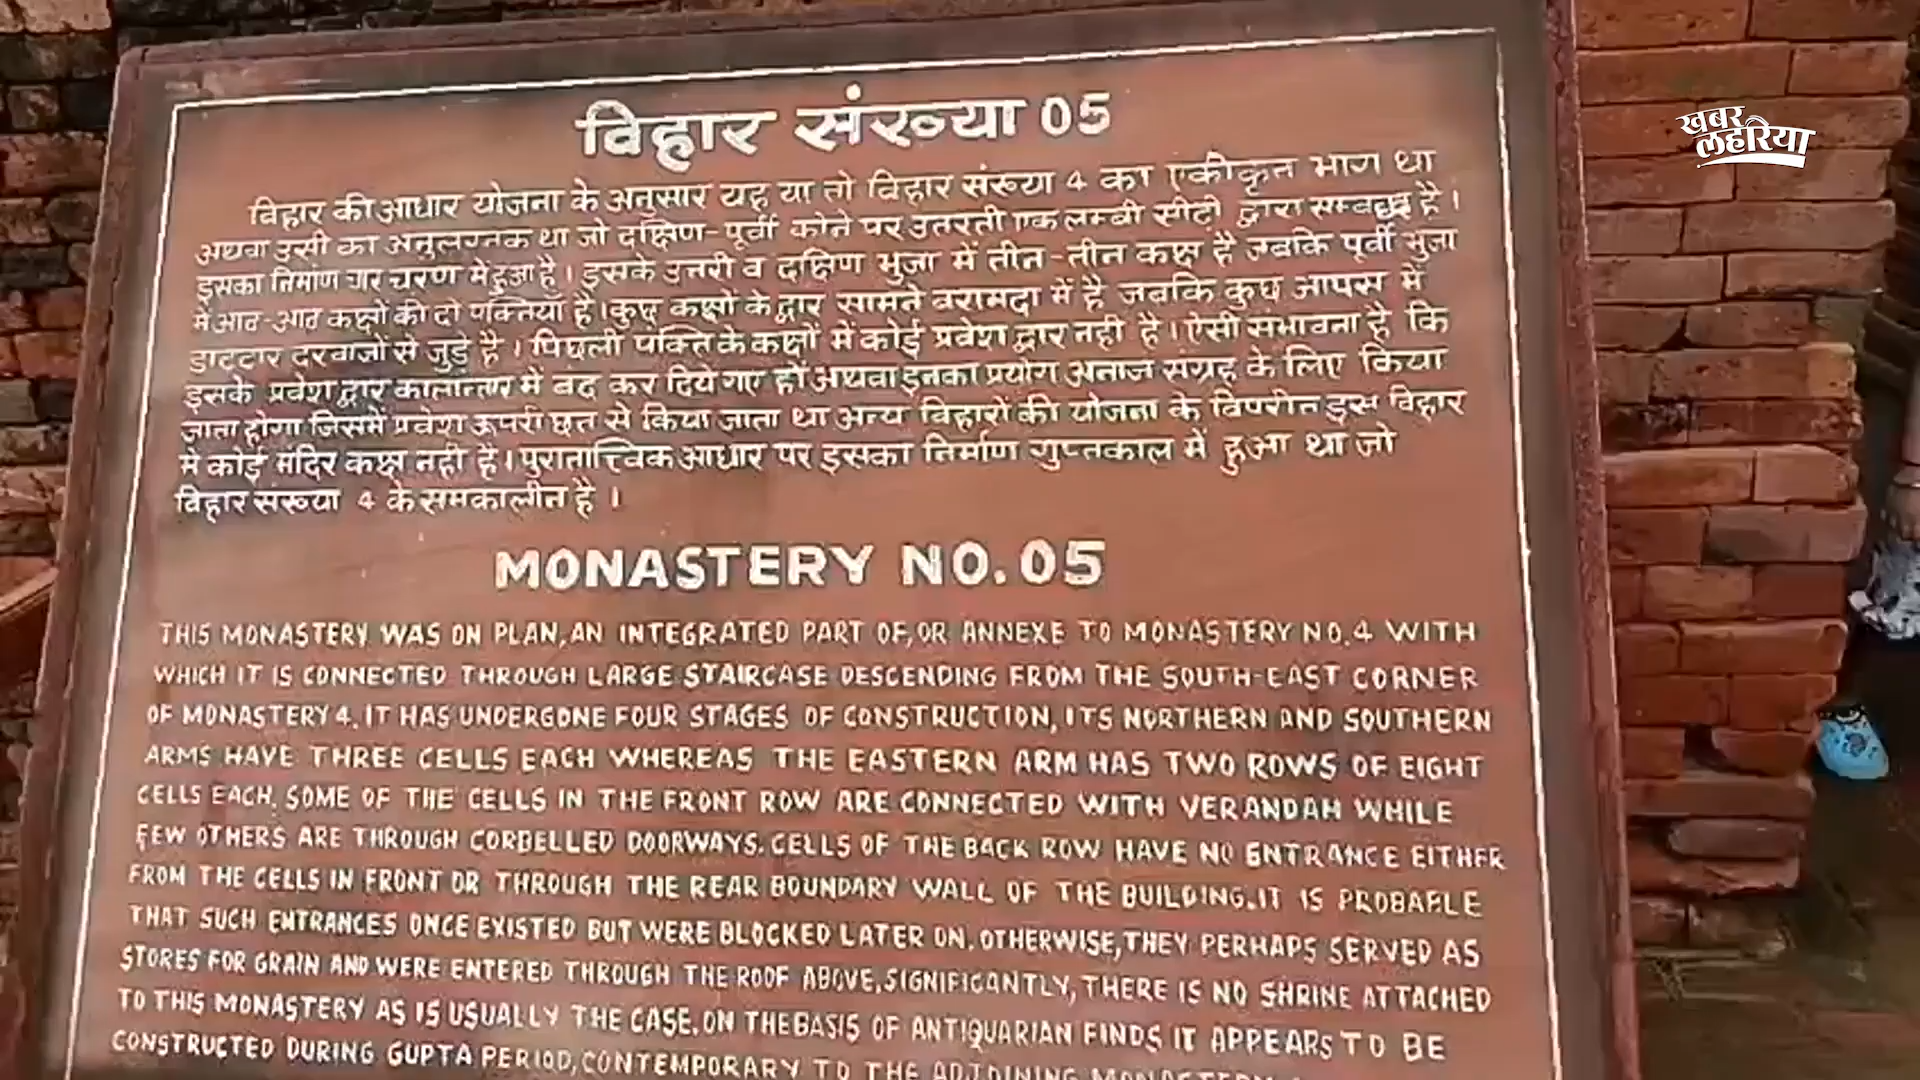 विहार संख्या 05
खबर
लहरिया
विहार की आधार योजना के अनुसार यह या तो विहार संख्या 4 का एकीकृत भाग था
अथवा उसी का अनुलग्नक था जो दक्षिण-पूर्वी कोने पर उतरती एक लम्बी सीढ़ी द्वारा सम्बद्ध है।
इसका निर्माण चार चरण में हुआ है। इसके उत्तरी व दक्षिण भुजा में तीन-तीन कक्ष है जबकि पूर्वी भुजा
में आठ-आठ कक्षों की दो पंक्तियाँ है। कुछ कक्षों के द्वार सामने बरामदा में है जबकि कुछ आपस में
डाटदार दरवाजों से जुड़े है। पिछली पंक्ति के कक्षों में कोई प्रवेश द्वार नही है। ऐसी संभावना है कि
इसके प्रवेश द्वार कालान्तर में बंद कर दिये गए हों अथवा इनका प्रयोग अनाज संग्रह के लिए किया
जाता होगा जिसमें प्रवेश ऊपरी छत से किया जाता था अन्य विहारों की योजना के विपरीत इस विहार
में कोई मंदिर कक्ष नही है। पुरातात्त्विक आधार पर इसका निर्माण गुप्तकाल में हुआ था जो
विहार संख्या 4 के समकालीन है।
MONASTERY NO. 05
THIS MONASTERY WAS ON PLAN, AN INTEGRATED PART OF, OR ANNEXE TO MONASTERY NO. 4 WITH
WHICH IT IS CONNECTED THROUGH LARGE STAIRCASE DESCENDING FROM THE SOUTH-EAST CORNER
OF MONASTERY 4. IT HAS UNDERGONE FOUR STAGES OF CONSTRUCTION, ITS NORTHERN AND SOUTHERN
ARMS HAVE THREE CELLS EACH WHEREAS THE EASTERN ARM HAS TWO ROWS OF EIGHT
CELLS EACH. SOME OF THE CELLS IN THE FRONT ROW ARE CONNECTED WITH VERANDAH WHILE
FEW OTHERS ARE THROUGH CORBELLED DOORWAYS. CELLS OF THE BACK ROW HAVE NO ENTRANCE EITHER
FROM THE CELLS IN FRONT OR THROUGH THE REAR BOUNDARY WALL OF THE BUILDING. IT IS PROBABLE
THAT SUCH ENTRANCES ONCE EXISTED BUT WERE BLOCKED LATER ON. OTHERWISE, THEY PERHAPS SERVED AS
STORES FOR GRAIN AND WERE ENTERED THROUGH THE ROOF ABOVE. SIGNIFICANTLY, THERE IS NO SHRINE ATTACHED
TO THIS MONASTERY AS IS USUALLY THE CASE. ON THE BASIS OF ANTIQUARIAN FINDS IT APPEARS TO BE
CONSTRUCTED DURING GUPTA PERIOD, CONTEMPORARY TO THE ADJOINING MONASTERY